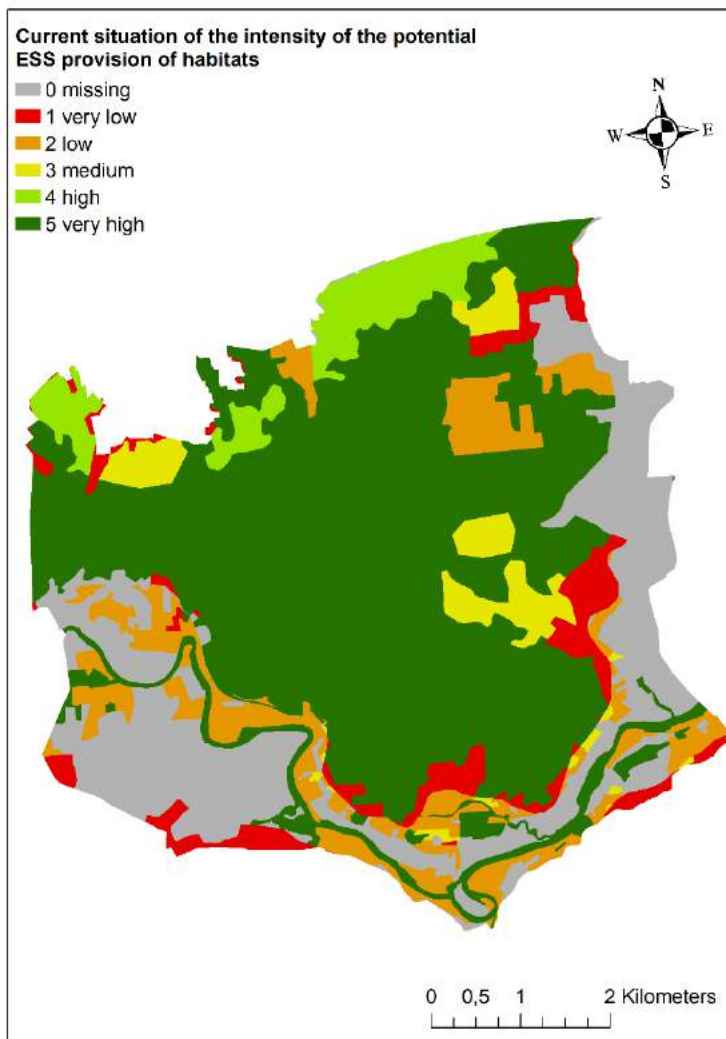 Current situation of the intensity of the potential
ESS provision of habitats
0 missing
1 very low
2 low
3 medium
4 high
5 very high
N
W E
S
0 0,5 1 2 Kilometers